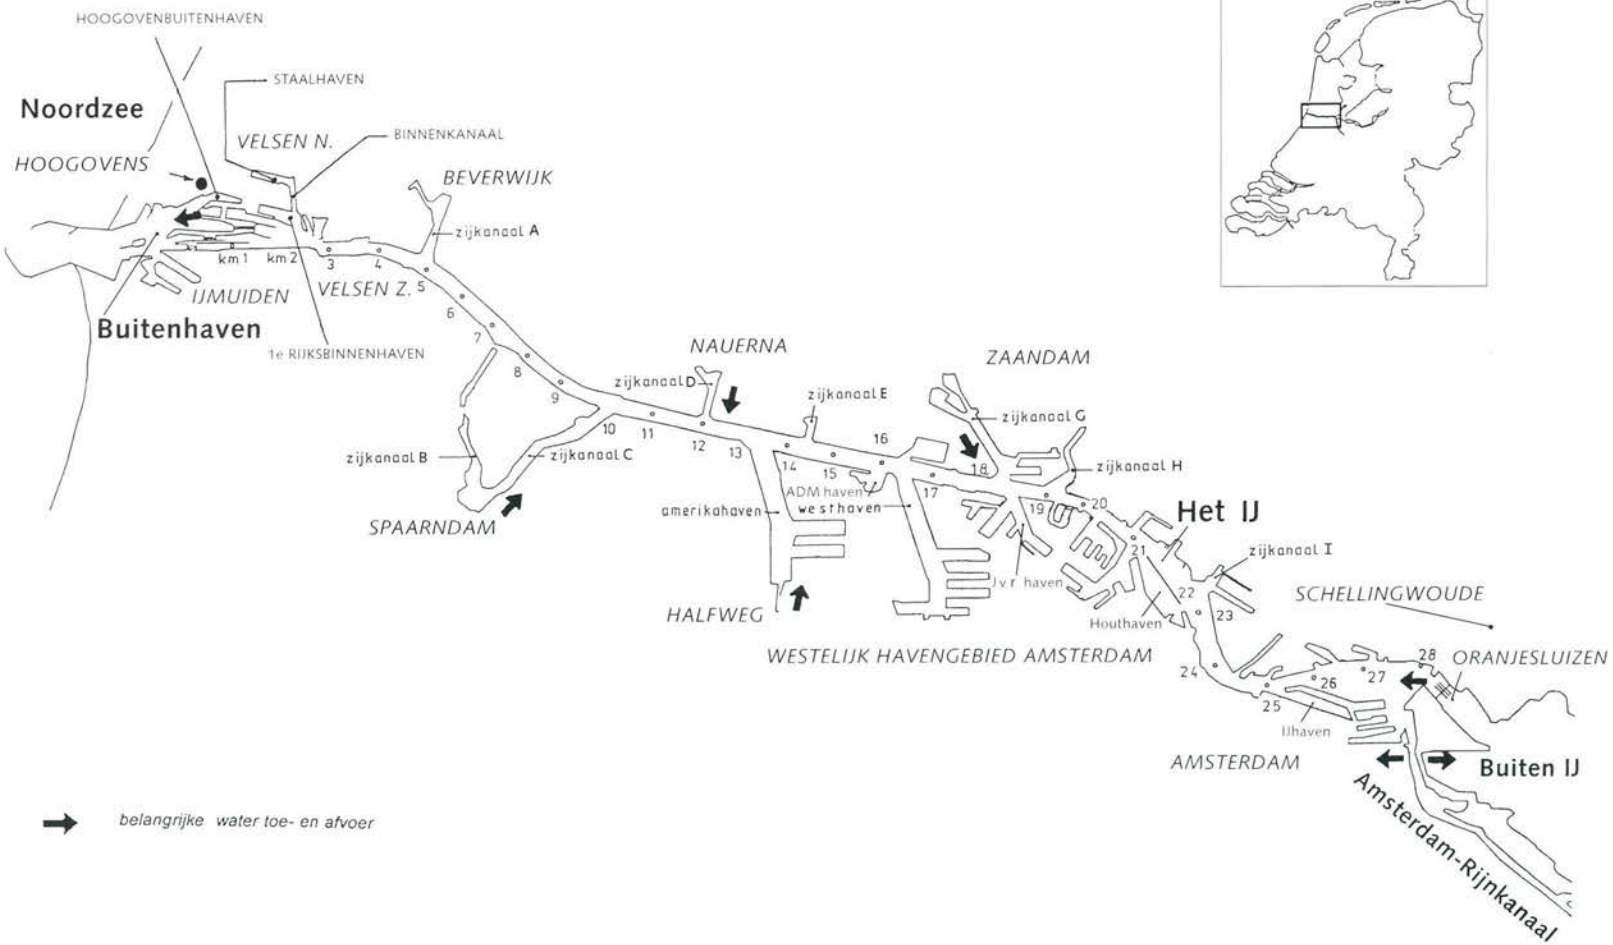 HOOGOVENBUITENHAVEN
STAALHAVEN
Noordzee
VELSEN N.
BINNENKANAAL
HOOGOVENS
BEVERWIJK
zijkanaal A
km 1
km 2
3
4
5
IJMUIDEN
VELSEN Z.
6
Buitenhaven
7
1e RIJKSBINNENHAVEN
8
9
NAUERNA
ZAANDAM
zijkanaal D
zijkanaal E
zijkanaal G
10
11
12
13
14
15
16
17
18
zijkanaal B
zijkanaal C
zijkanaal H
ADM haven
westhaven
amerikahaven
19
20
SPAARNDAM
Het IJ
21
zijkanaal I
J v r haven
22
SCHELLINGWOUDE
HALFWEG
Houthaven
23
WESTELIJK HAVENGEBIED AMSTERDAM
24
28
ORANJESLUIZEN
27
26
25
IJhaven
AMSTERDAM
Buiten IJ
Amsterdam-Rijnkanaal
belangrijke water toe- en afvoer